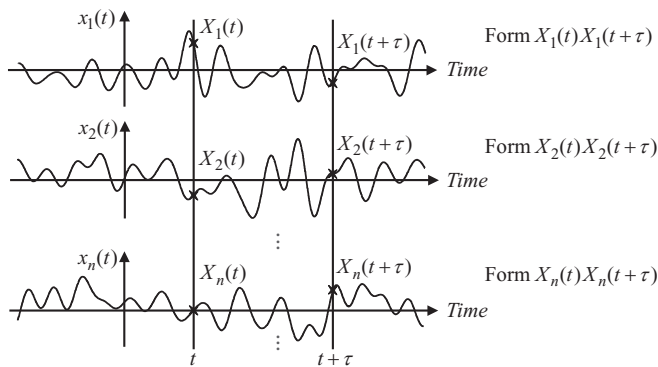 x₁(t) X₁(t) X₁(t+τ) Form X₁(t)X₁(t+τ)
Time
x₂(t) X₂(t) X₂(t+τ) Form X₂(t)X₂(t+τ)
Time
⋮
xₙ(t) Xₙ(t) Xₙ(t+τ) Form Xₙ(t)Xₙ(t+τ)
Time
⋮
t t+τ